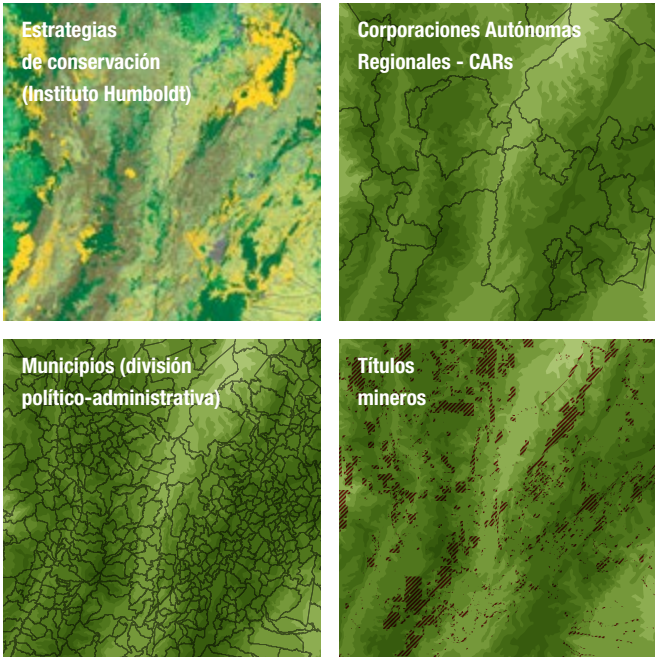 Estrategias
de conservación
(Instituto Humboldt)
Corporaciones Autónomas
Regionales - CARs
Municipios (división
político-administrativa)
Títulos
mineros